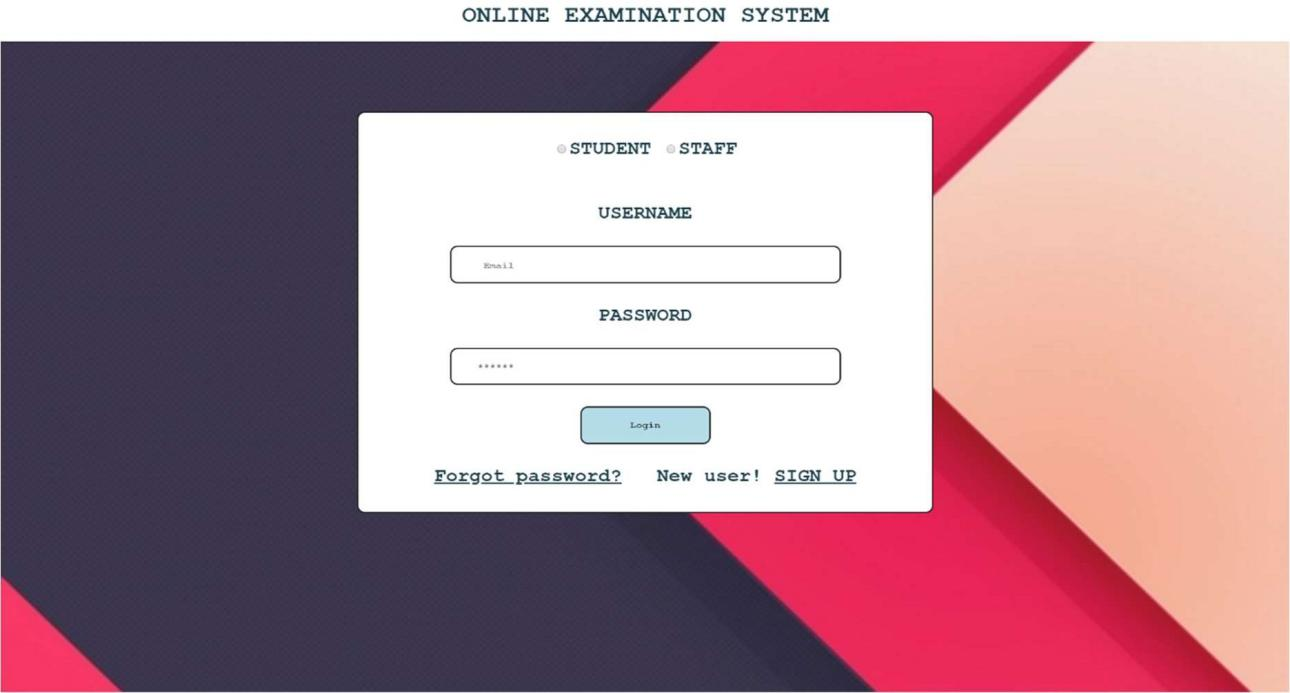 ONLINE EXAMINATION SYSTEM
STUDENT STAFF
USERNAME
Email
PASSWORD
******
Login
Forgot password? New user! SIGN UP